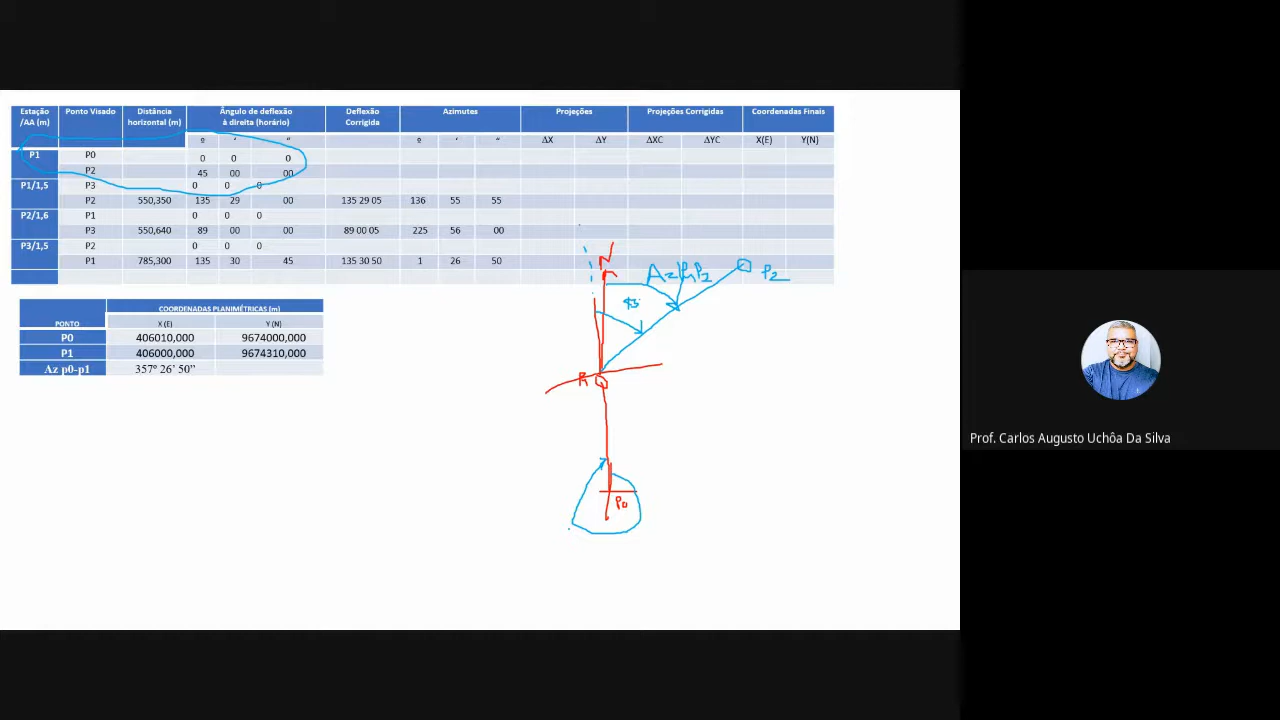 Estação /AA (m) Ponto Visado Distância horizontal (m) Ângulo de deflexão à direita (horário) Deflexão Corrigida Azimutes Projeções Projeções Corrigidas Coordenadas Finais
º ‘ “ º ‘ “ ΔX ΔY ΔXC ΔYC X(E) Y(N)
P1 P0 0 0 0
P2 45 00 00
P1/1,5 P3 0 0 0
P2 550,350 135 29 00 135 29 05 136 55 55
P2/1,6 P1 0 0 0
P3 550,640 89 00 00 89 00 05 225 56 00
P3/1,5 P2 0 0 0
P1 785,300 135 30 45 135 30 50 1 26 50
N
Az P1 P2
P2
45
P1
P0
PONTO COORDENADAS PLANIMÉTRICAS (m)
X (E) Y (N)
P0 406010,000 9674000,000
P1 406000,000 9674310,000
Az p0-p1 357º 26’ 50”
Prof. Carlos Augusto Uchôa Da Silva